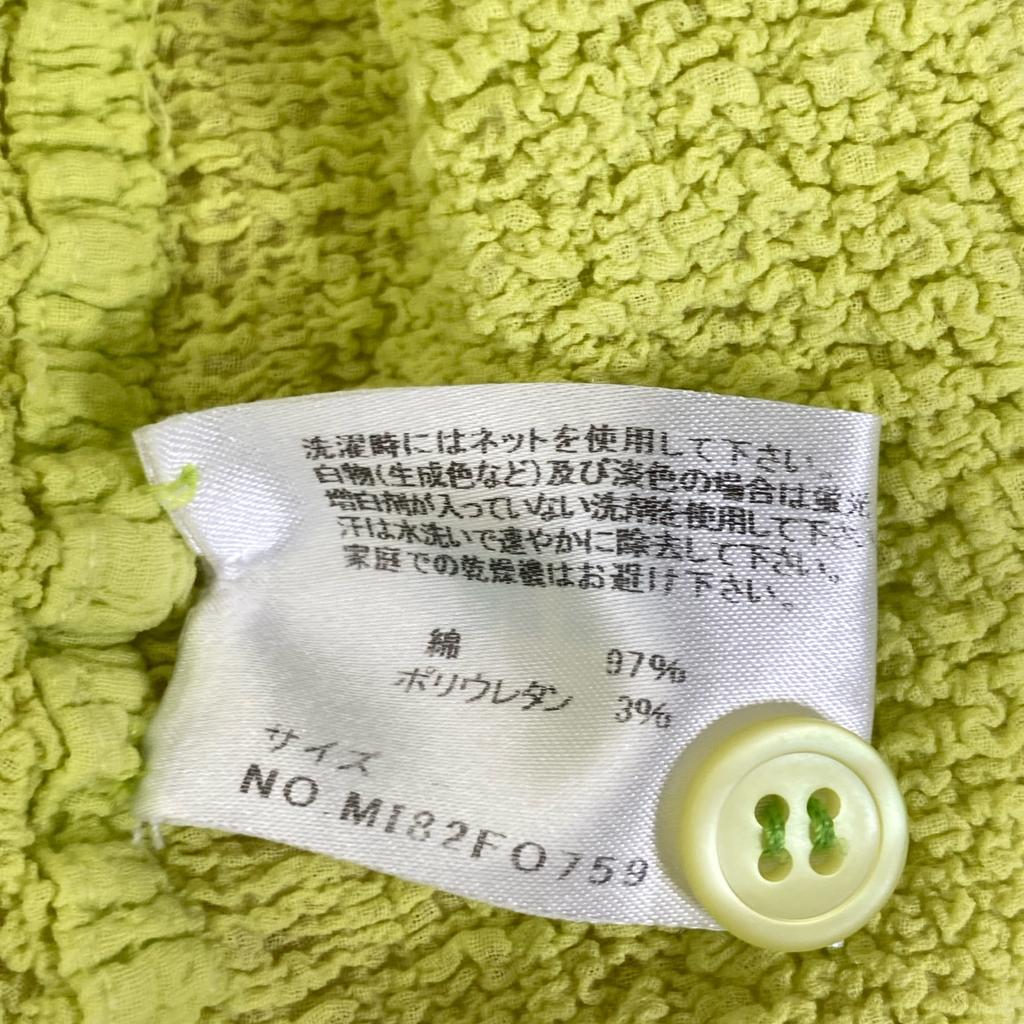 洗濯時にはネットを使用して下さい。
白物(生成色など)及び淡色の場合は蛍光
増白剤が入っていない洗剤を使用して下さい。
汗は水洗いで速やかに除去して下さい。
家庭での乾燥機はお避け下さい。
綿 97%
ポリウレタン 3%
サイズ
NO.MI82F0759